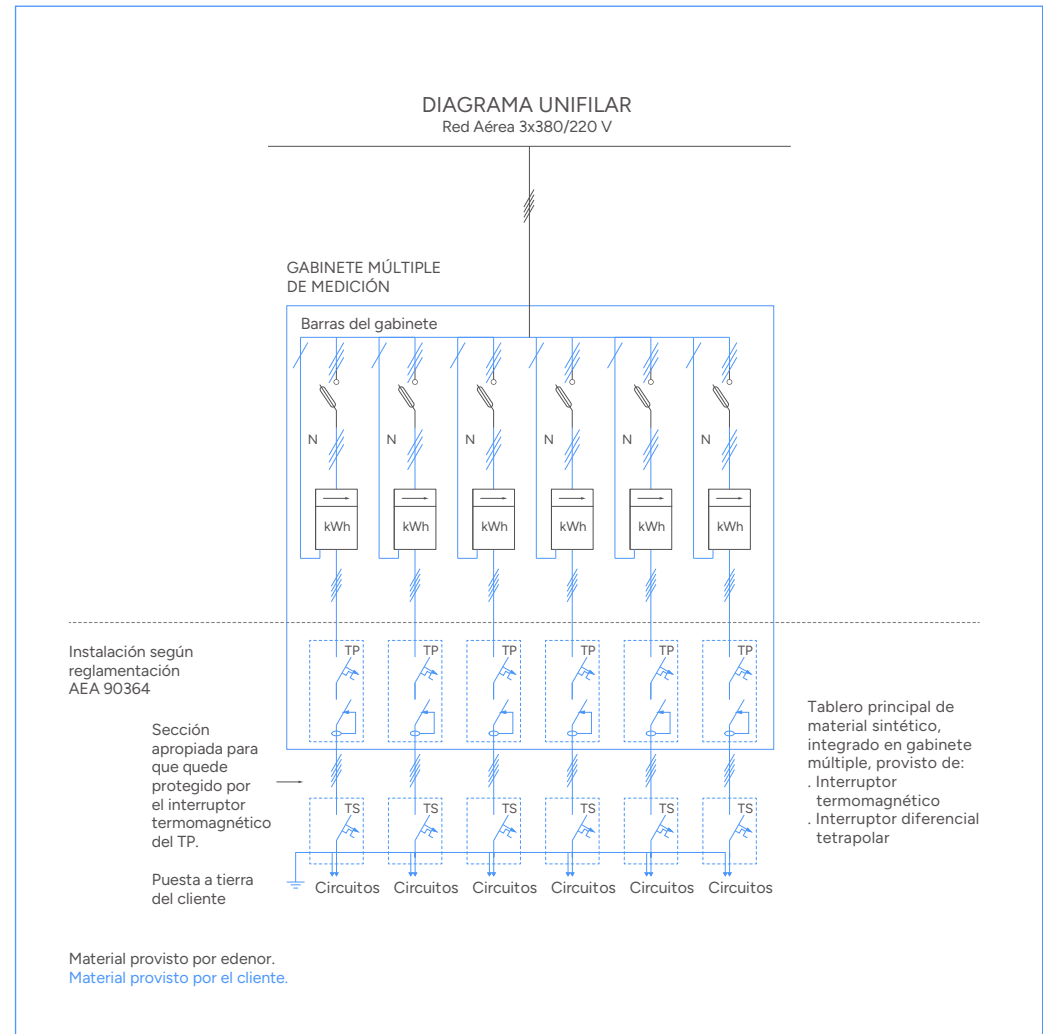 DIAGRAMA UNIFILAR
Red Aérea 3x380/220 V
GABINETE MÚLTIPLE
DE MEDICIÓN
Barras del gabinete
N N N N N N
kWh kWh kWh kWh kWh kWh
TP TP TP TP TP TP
Instalación según
reglamentación
AEA 90364
Sección
apropiada para
que quede
protegido por
el interruptor
termomagnético
del TP.
Tablero principal de
material sintético,
integrado en gabinete
múltiple, provisto de:
. Interruptor
termomagnético
. Interruptor diferencial
tetrapolar
TS TS TS TS TS TS
Puesta a tierra
del cliente
Circuitos Circuitos Circuitos Circuitos Circuitos Circuitos
Material provisto por edenor.
Material provisto por el cliente.